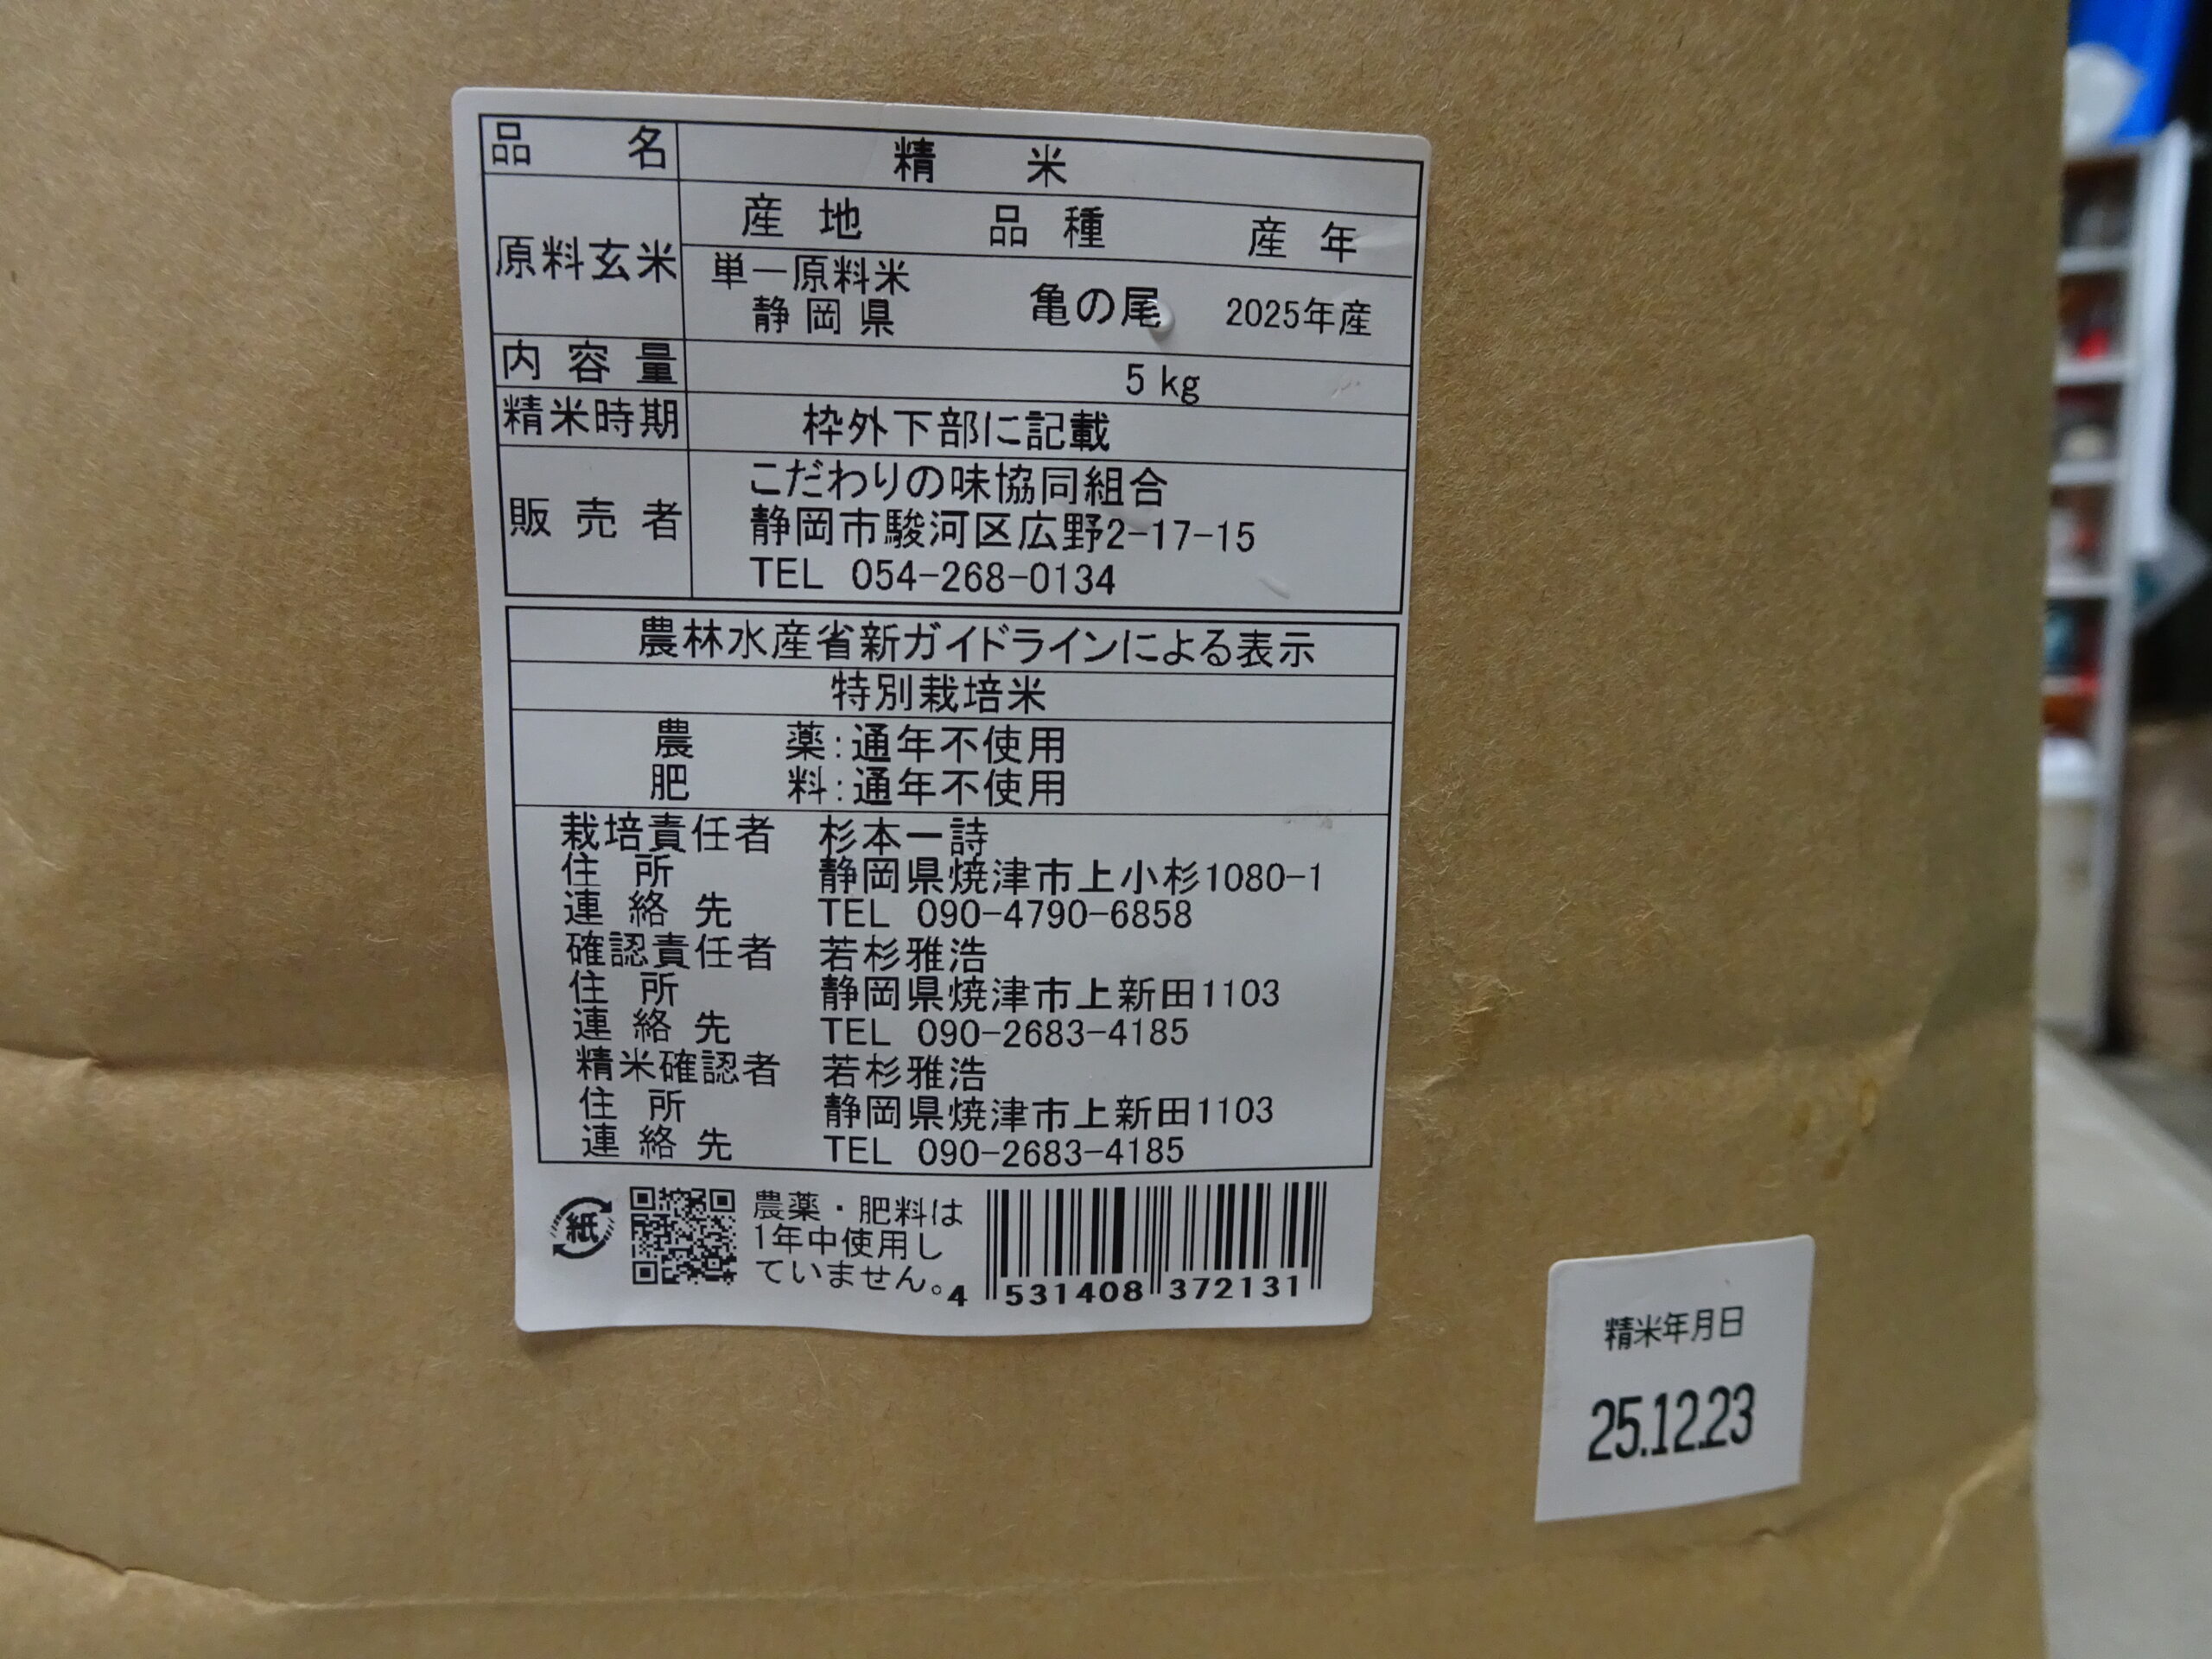 品 名 精 米
原料玄米
産 地 品 種 産 年
単一原料米
静岡県 亀の尾 2025年産
内容量 5 kg
精米時期 枠外下部に記載
販売者
こだわりの味協同組合
静岡市駿河区広野2-17-15
TEL 054-268-0134
農林水産省新ガイドラインによる表示
特別栽培米
農 薬:通年不使用
肥 料:通年不使用
栽培責任者 杉本一詩
住 所 静岡県焼津市上小杉1080-1
連絡先 TEL 090-4790-6858
確認責任者 若杉雅浩
住 所 静岡県焼津市上新田1103
連絡先 TEL 090-2683-4185
精米確認者 若杉雅浩
住 所 静岡県焼津市上新田1103
連絡先 TEL 090-2683-4185
紙
農薬・肥料は
1年中使用し
ていません。
4 531408 372131
精米年月日
25.12.23